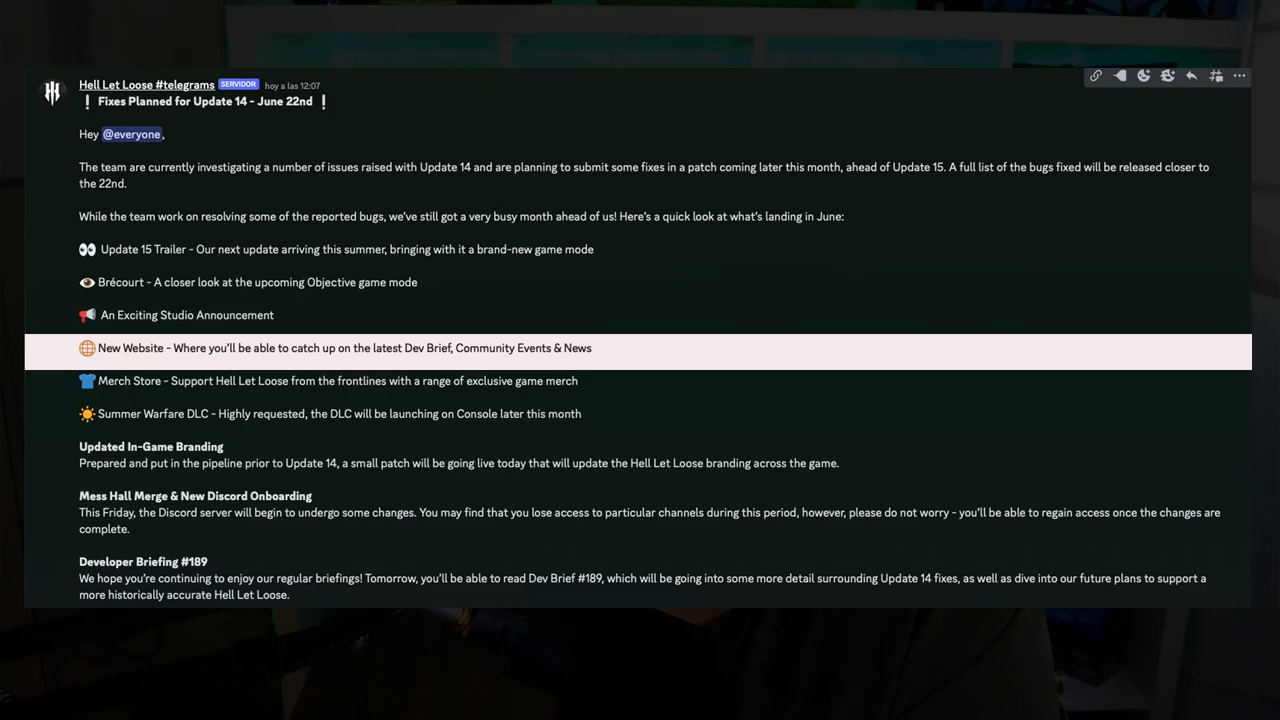 Hell Let Loose #telegrams SERVIDOR hoy a las 12:07
❕ Fixes Planned for Update 14 - June 22nd ❕
Hey @everyone,
The team are currently investigating a number of issues raised with Update 14 and are planning to submit some fixes in a patch coming later this month, ahead of Update 15. A full list of the bugs fixed will be released closer to
the 22nd.
While the team work on resolving some of the reported bugs, we've still got a very busy month ahead of us! Here's a quick look at what's landing in June:
👀 Update 15 Trailer - Our next update arriving this summer, bringing with it a brand-new game mode
👁️ Brécourt - A closer look at the upcoming Objective game mode
📢 An Exciting Studio Announcement
🌐 New Website - Where you'll be able to catch up on the latest Dev Brief, Community Events & News
👕 Merch Store - Support Hell Let Loose from the frontlines with a range of exclusive game merch
☀️ Summer Warfare DLC - Highly requested, the DLC will be launching on Console later this month
Updated In-Game Branding
Prepared and put in the pipeline prior to Update 14, a small patch will be going live today that will update the Hell Let Loose branding across the game.
Mess Hall Merge & New Discord Onboarding
This Friday, the Discord server will begin to undergo some changes. You may find that you lose access to particular channels during this period, however, please do not worry - you'll be able to regain access once the changes are
complete.
Developer Briefing #189
We hope you're continuing to enjoy our regular briefings! Tomorrow, you'll be able to read Dev Brief #189, which will be going into some more detail surrounding Update 14 fixes, as well as dive into our future plans to support a
more historically accurate Hell Let Loose.